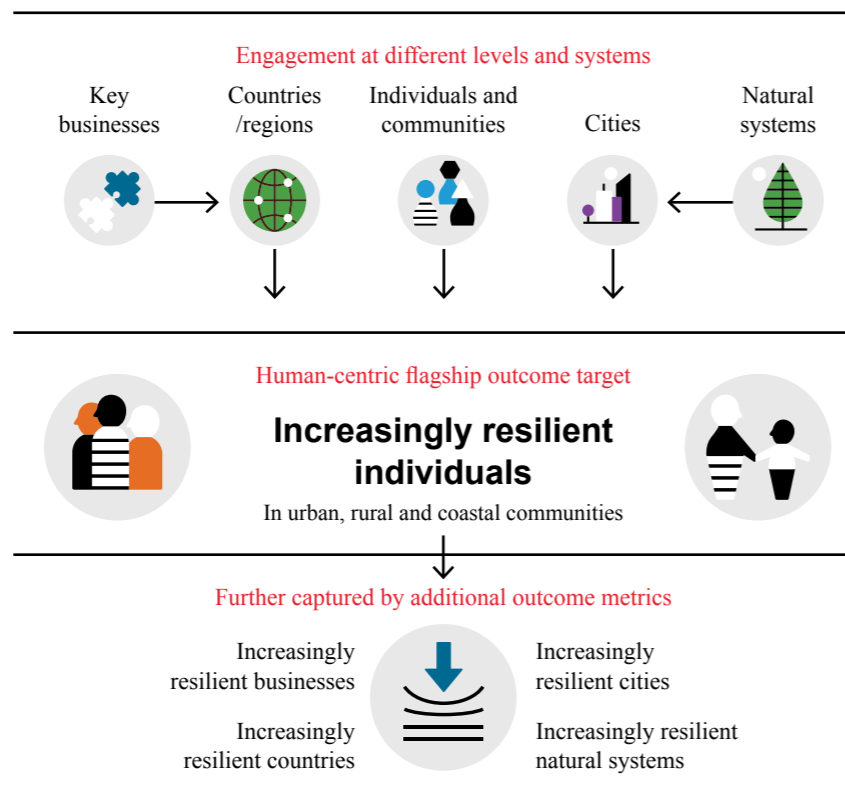 Engagement at different levels and systems
Key
businesses
Countries
/regions
Individuals and
communities
Cities
Natural
systems
Human-centric flagship outcome target
Increasingly resilient
individuals
In urban, rural and coastal communities
Further captured by additional outcome metrics
Increasingly
resilient businesses
Increasingly
resilient cities
Increasingly
resilient countries
Increasingly resilient
natural systems